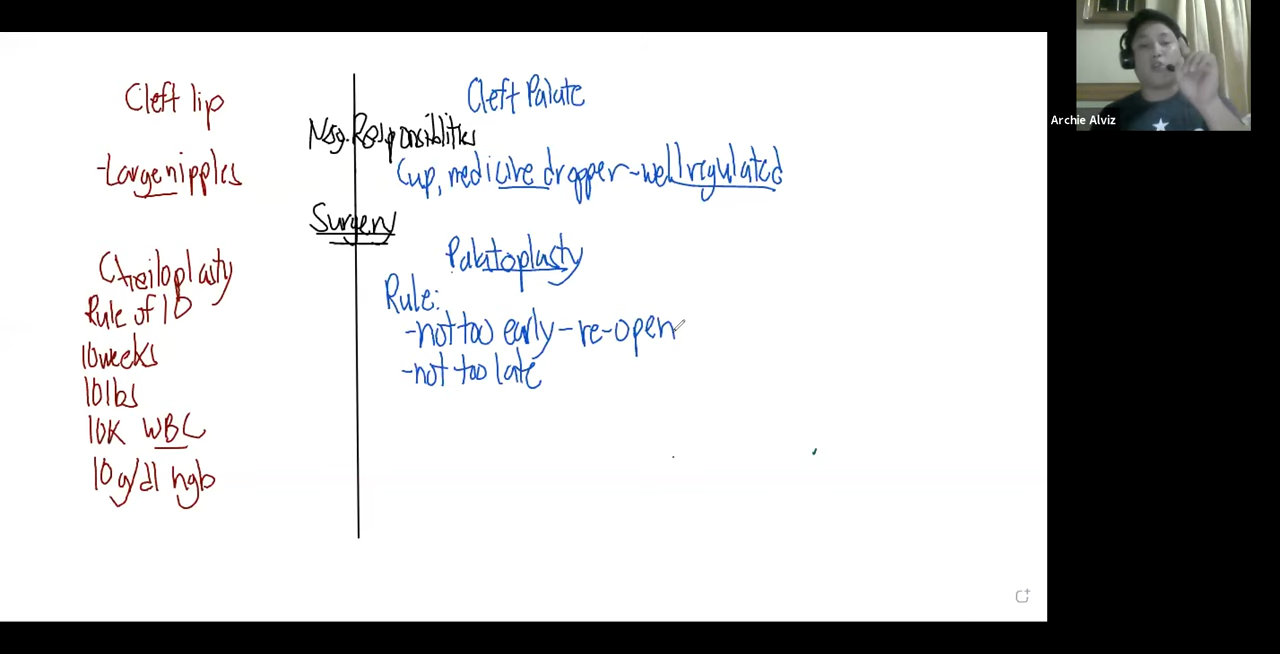 Cleft lip
Cleft Palate
Nsg. Responsiblities
-Large nipples
Cup, medicine dropper-well regulated
Surgery
Cheiloplasty
Palatoplasty
Rule of 10
Rule:
10weeks
-not too early-re-open
10lbs
-not too late
10K WBC
10g/dl hgb
Archie Alviz